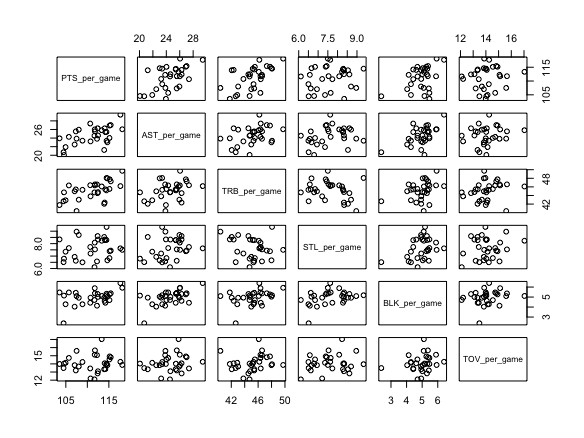 20 24 28
6.0 7.5 9.0
12 14 16
PTS_per_game
105 115
20 26
AST_per_game
TRB_per_game
42 48
6.0 8.0
STL_per_game
BLK_per_game
3 5
12 15
TOV_per_game
105 115
42 46 50
3 4 5 6